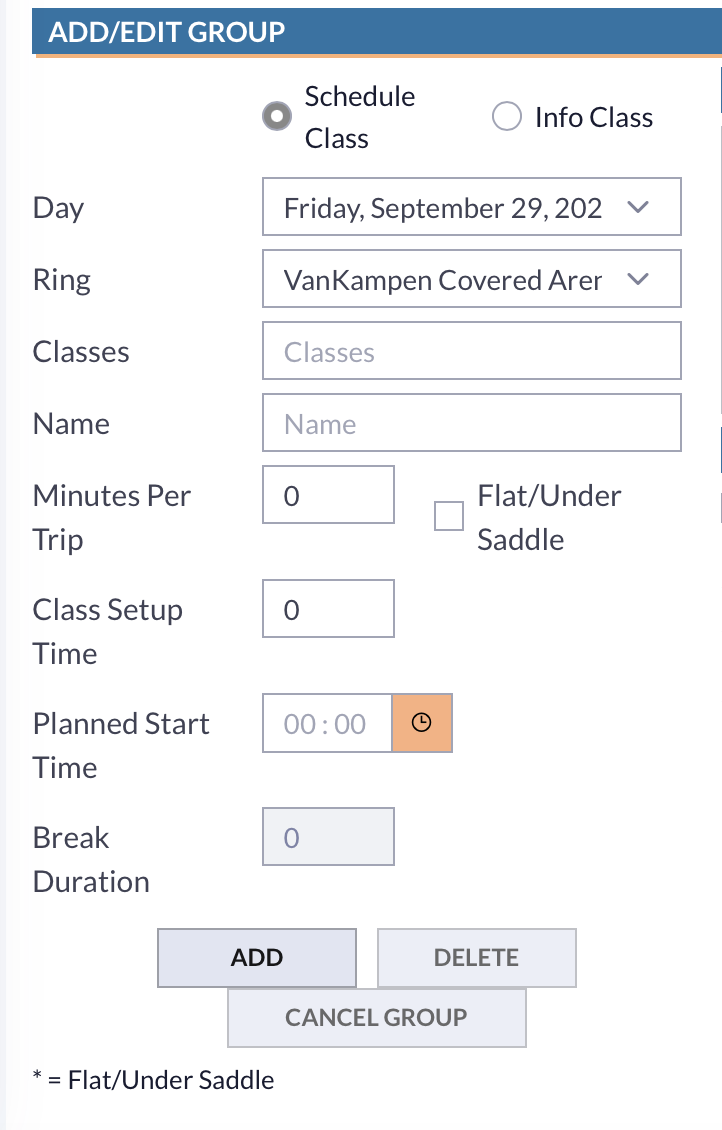 ADD/EDIT GROUP
Schedule
Class
Info Class
Day
Friday, September 29, 202
Ring
VanKampen Covered Arer
Classes
Classes
Name
Name
Minutes Per
Trip
0
Flat/Under
Saddle
Class Setup
Time
0
Planned Start
Time
00 : 00
Break
Duration
0
ADD
DELETE
CANCEL GROUP
* = Flat/Under Saddle